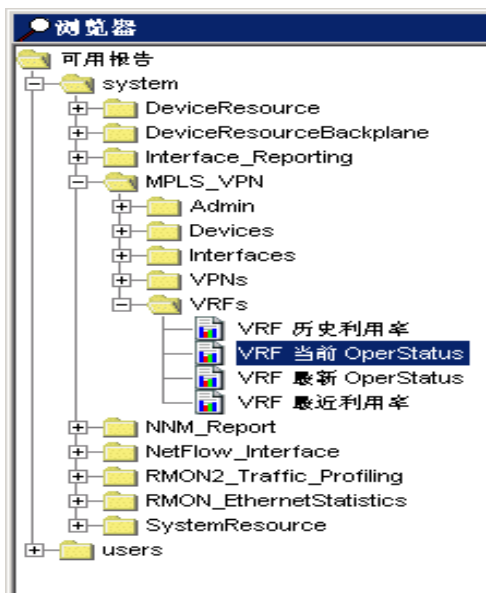 浏览器
可用报告
system
DeviceResource
DeviceResourceBackplane
Interface_Reporting
MPLS_VPN
Admin
Devices
Interfaces
VPNs
VRFs
VRF 历史利用率
VRF 当前 OperStatus
VRF 最新 OperStatus
VRF 最近利用率
NNM_Report
NetFlow_Interface
RMON2_Traffic_Profiling
RMON_EthernetStatistics
SystemResource
users